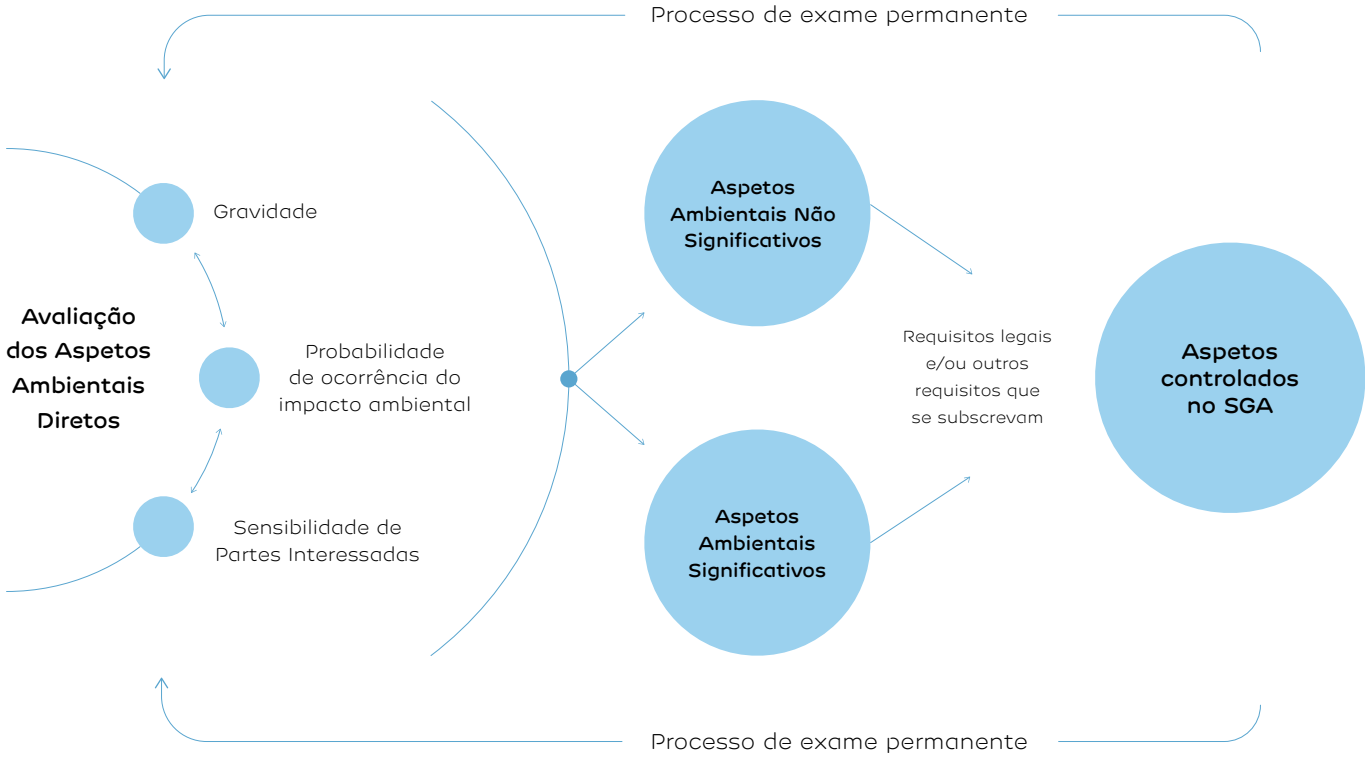 Processo de exame permanente
Avaliação
dos Aspetos
Ambientais
Diretos
Gravidade
Probabilidade
de ocorrência do
impacto ambiental
Sensibilidade de
Partes Interessadas
Aspetos
Ambientais Não
Significativos
Aspetos
Ambientais
Significativos
Requisitos legais
e/ou outros
requisitos que
se subscrevam
Aspetos
controlados
no SGA
Processo de exame permanente